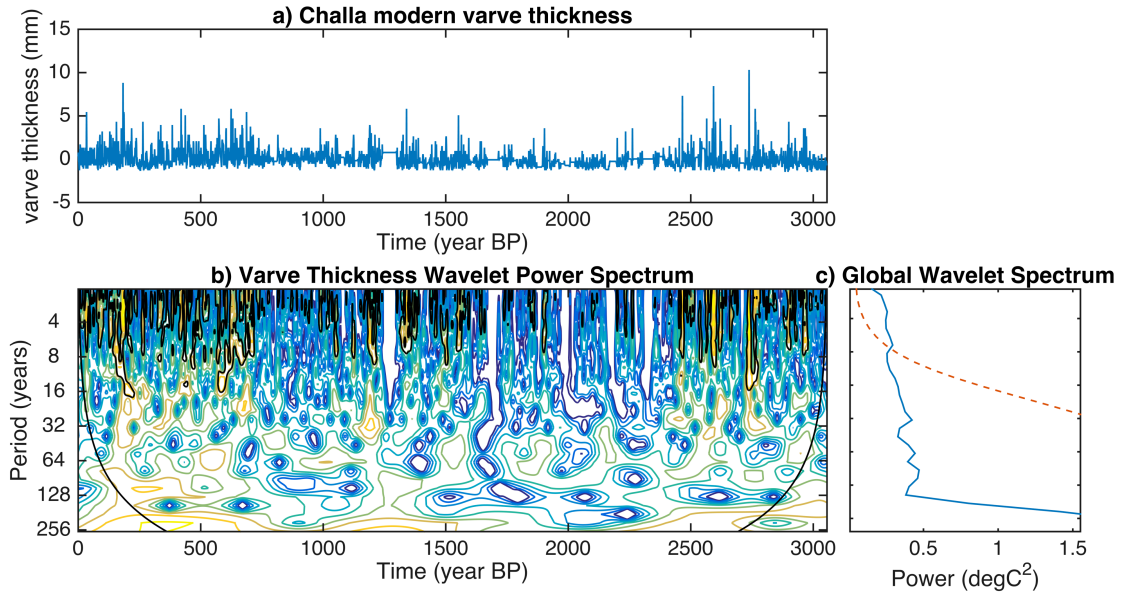 a) Challa modern varve thickness
varve thickness (mm)
15
10
5
0
-5
0 500 1000 1500 2000 2500 3000
Time (year BP)
b) Varve Thickness Wavelet Power Spectrum
Period (years)
4
8
16
32
64
128
256
0 500 1000 1500 2000 2500 3000
Time (year BP)
c) Global Wavelet Spectrum
0.5 1 1.5
Power (degC²)